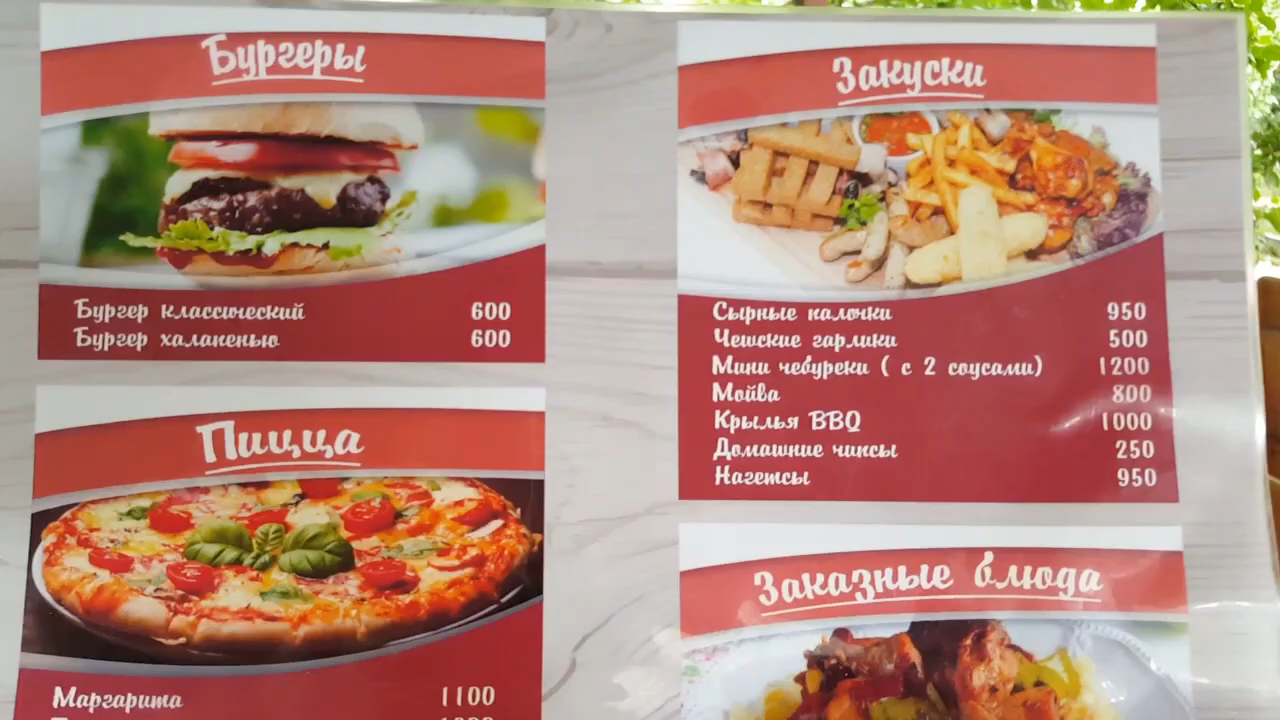 Бургеры
Бургер классический 600
Бургер халапенью 600
Пицца
Маргарита 1100
Закуски
Сырные палочки 950
Чешские гарлики 500
Мини чебуреки ( с 2 соусами) 1200
Мойва 800
Крылья BBQ 1000
Домашние чипсы 250
Нагетсы 950
Заказные блюда